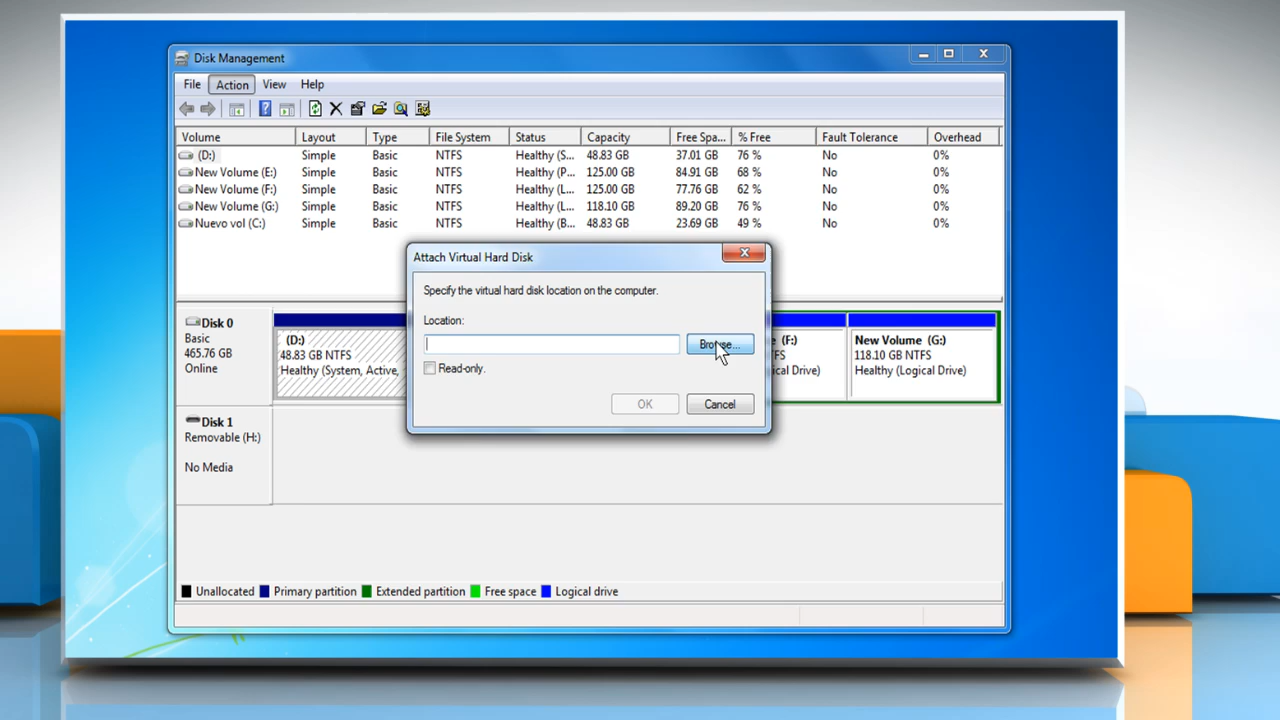 Disk Management
File Action View Help
Volume Layout Type File System Status Capacity Free Spa... % Free Fault Tolerance Overhead
(D:) Simple Basic NTFS Healthy (S... 48.83 GB 37.01 GB 76 % No 0%
New Volume (E:) Simple Basic NTFS Healthy (P... 125.00 GB 84.91 GB 68 % No 0%
New Volume (F:) Simple Basic NTFS Healthy (L... 125.00 GB 77.76 GB 62 % No 0%
New Volume (G:) Simple Basic NTFS Healthy (L... 118.10 GB 89.20 GB 76 % No 0%
Nuevo vol (C:) Simple Basic NTFS Healthy (B... 48.83 GB 23.69 GB 49 % No 0%
Attach Virtual Hard Disk
Specify the virtual hard disk location on the computer.
Location:
Browse...
Read-only.
OK Cancel
Disk 0
Basic
465.76 GB
Online
(D:)
48.83 GB NTFS
Healthy (System, Active,
(F:)
FS
ical Drive)
New Volume (G:)
118.10 GB NTFS
Healthy (Logical Drive)
Disk 1
Removable (H:)
No Media
Unallocated Primary partition Extended partition Free space Logical drive